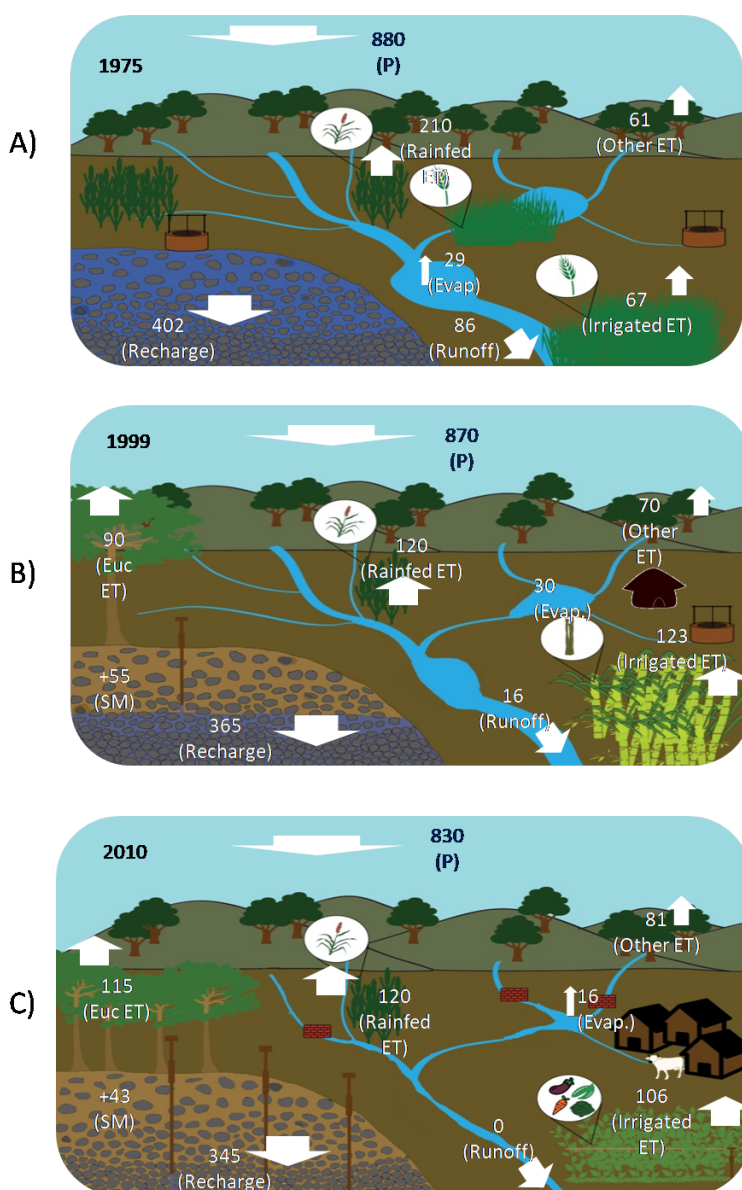 880
(P)
1975
A)
210
(Rainfed
ET)
61
(Other ET)
29
(Evap)
67
(Irrigated ET)
402
(Recharge)
86
(Runoff)
1999
870
(P)
B)
90
(Euc
ET)
120
(Rainfed ET)
70
(Other
ET)
30
(Evap.)
123
(Irrigated ET)
+55
(SM)
16
(Runoff)
365
(Recharge)
2010
830
(P)
C)
81
(Other ET)
115
(Euc ET)
120
(Rainfed
ET)
16
(Evap.)
+43
(SM)
106
(Irrigated
ET)
0
(Runoff)
345
(Recharge)